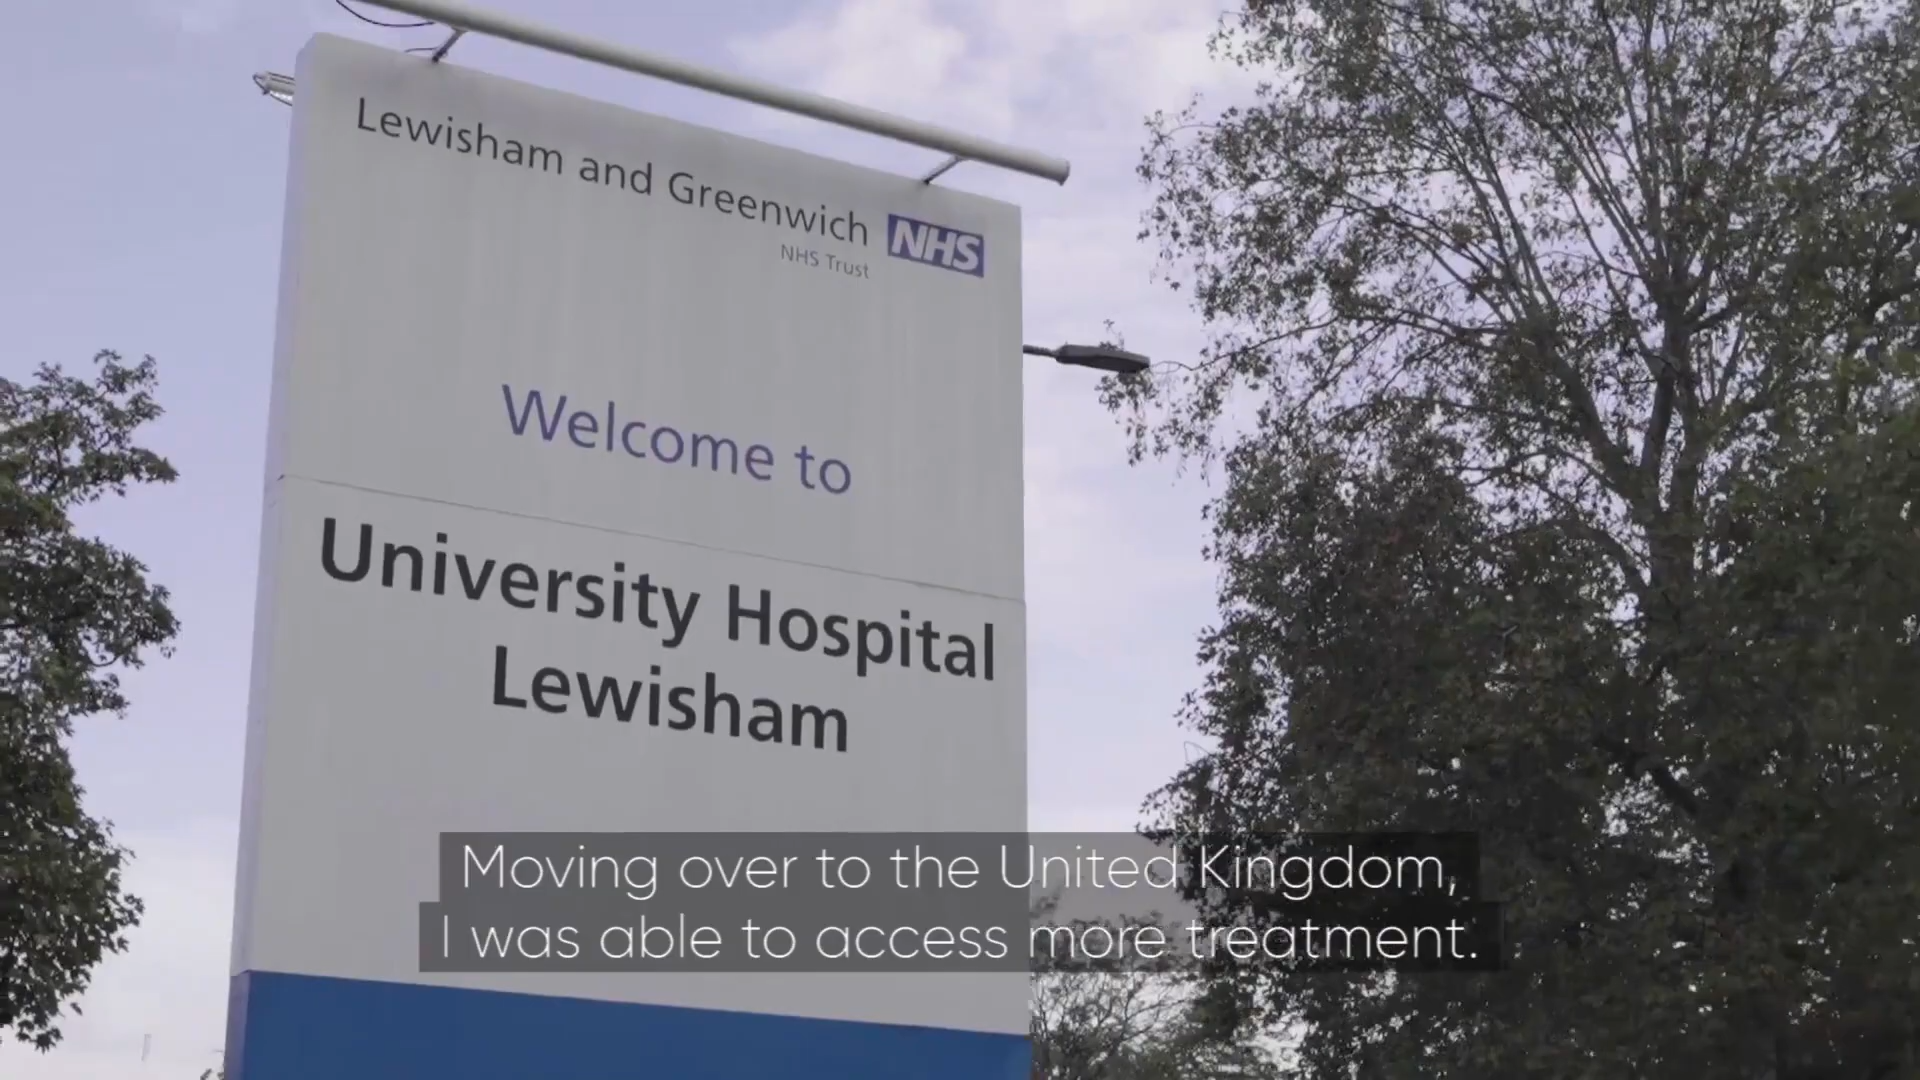 Lewisham and Greenwich NHS
NHS Trust
Welcome to
University Hospital
Lewisham
Moving over to the United Kingdom,
I was able to access more treatment.